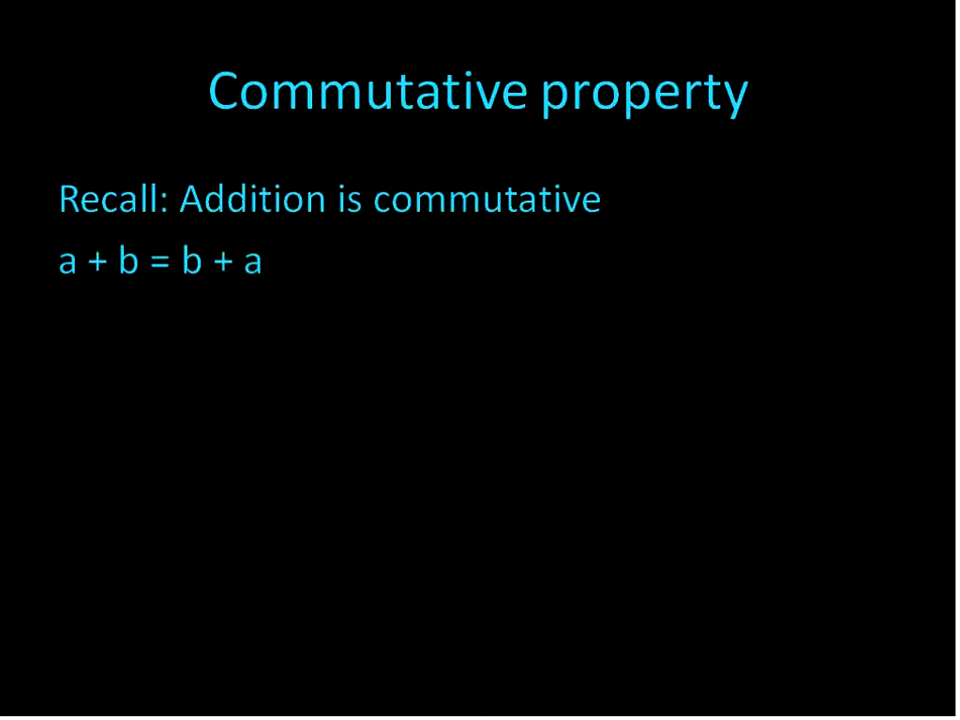 Commutative property
Recall: Addition is commutative
a + b = b + a